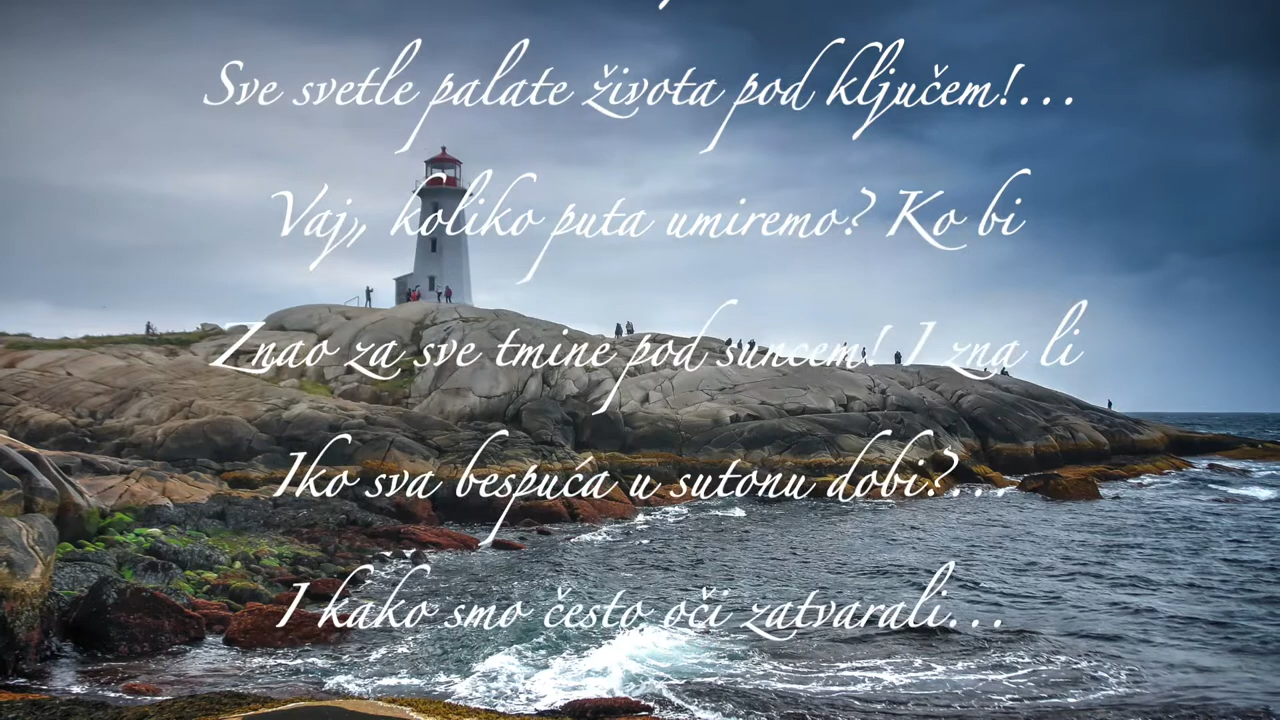 Sve svetle palate života pod ključem!...
Vaj, koliko puta umiremo? Ko bi
Znao za sve tmine pod suncem! I zna li
Iko sva bespuća u sutonu dobi?...
I kako smo često oči zatvarali...